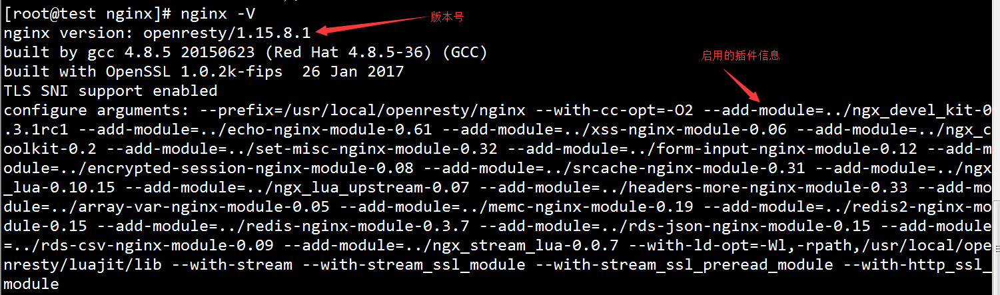 [root@test nginx]# nginx -V
版本号
nginx version: openresty/1.15.8.1
built by gcc 4.8.5 20150623 (Red Hat 4.8.5-36) (GCC)
启用的插件信息
built with OpenSSL 1.0.2k-fips  26 Jan 2017
TLS SNI support enabled
configure arguments: --prefix=/usr/local/openresty/nginx --with-cc-opt=-O2 --add-module=../ngx_devel_kit-0
.3.1rc1 --add-module=../echo-nginx-module-0.61 --add-module=../xss-nginx-module-0.06 --add-module=../ngx_c
oolkit-0.2 --add-module=../set-misc-nginx-module-0.32 --add-module=../form-input-nginx-module-0.12 --add-m
odule=../encrypted-session-nginx-module-0.08 --add-module=../srcache-nginx-module-0.31 --add-module=../ngx
_lua-0.10.15 --add-module=../ngx_lua_upstream-0.07 --add-module=../headers-more-nginx-module-0.33 --add-mo
dule=../array-var-nginx-module-0.05 --add-module=../memc-nginx-module-0.19 --add-module=../redis2-nginx-mo
dule-0.15 --add-module=../redis-nginx-module-0.3.7 --add-module=../rds-json-nginx-module-0.15 --add-module
=../rds-csv-nginx-module-0.09 --add-module=../ngx_stream_lua-0.0.7 --with-ld-opt=-Wl,-rpath,/usr/local/ope
nresty/luajit/lib --with-stream --with-stream_ssl_module --with-stream_ssl_preread_module --with-http_ssl_
module